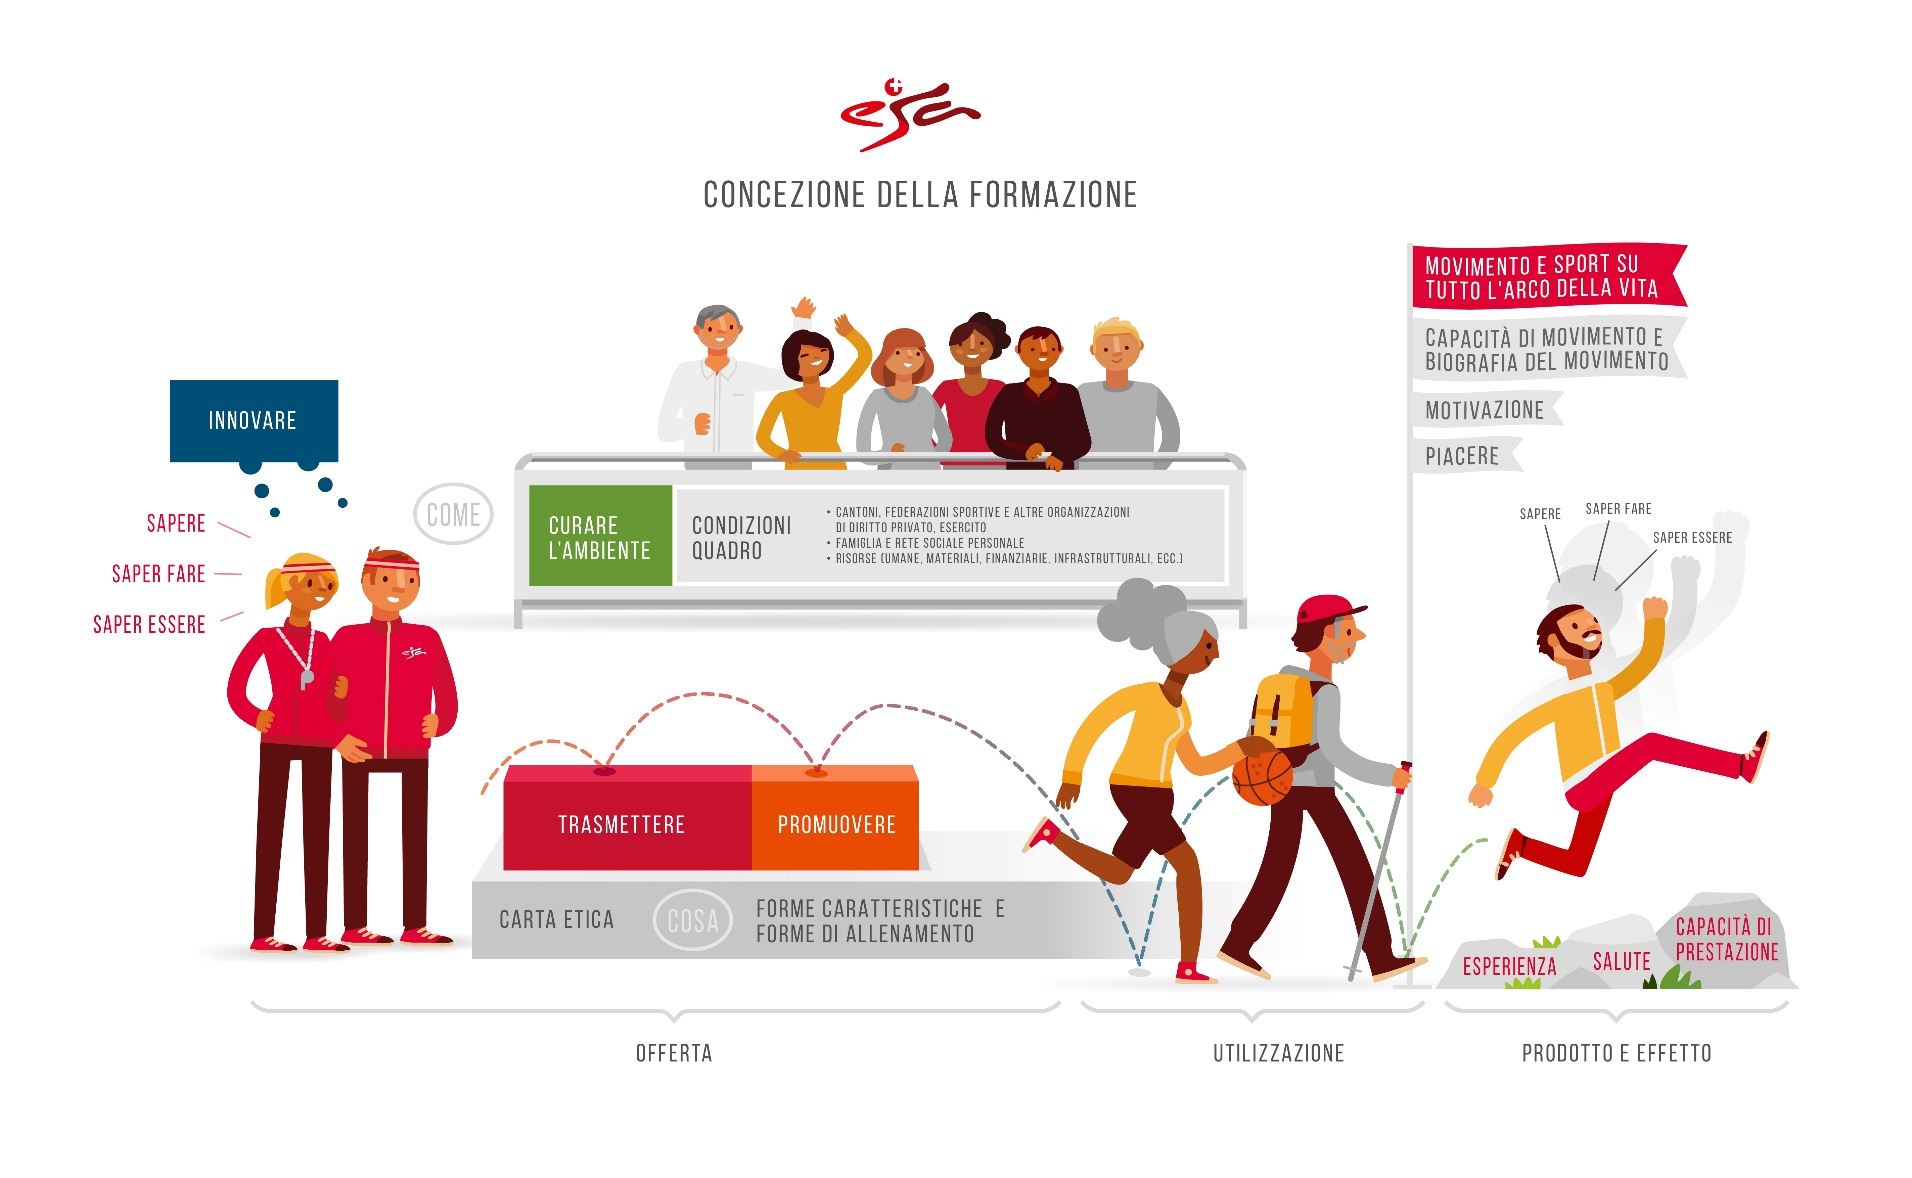 esa
CONCEZIONE DELLA FORMAZIONE
MOVIMENTO E SPORT SU
TUTTO L'ARCO DELLA VITA
CAPACITÀ DI MOVIMENTO E
BIOGRAFIA DEL MOVIMENTO
MOTIVAZIONE
PIACERE
INNOVARE
SAPERE
SAPER FARE
SAPER ESSERE
COME
CURARE
L'AMBIENTE
CONDIZIONI
QUADRO
• CANTONI, FEDERAZIONI SPORTIVE E ALTRE ORGANIZZAZIONI
DI DIRITTO PRIVATO, ESERCITO
• FAMIGLIA E RETE SOCIALE PERSONALE
• RISORSE (UMANE, MATERIALI, FINANZIARIE, INFRASTRUTTURALI, ECC.)
SAPERE
SAPER FARE
SAPER ESSERE
esa
TRASMETTERE
PROMUOVERE
CARTA ETICA
COSA
FORME CARATTERISTICHE E
FORME DI ALLENAMENTO
ESPERIENZA
SALUTE
CAPACITÀ DI
PRESTAZIONE
OFFERTA
UTILIZZAZIONE
PRODOTTO E EFFETTO